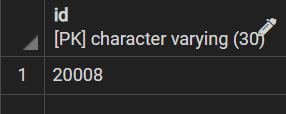 id
[PK] character varying (30)
1 20008